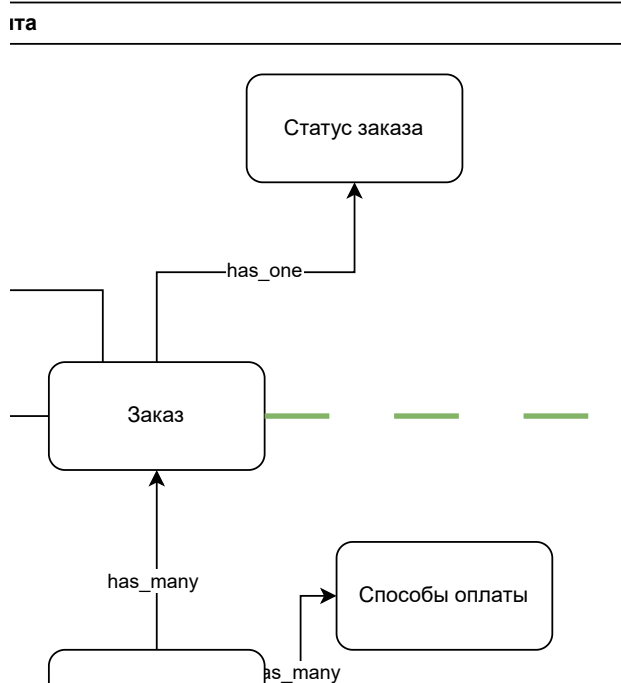 Статус заказа
has_one
Заказ
has_many
Способы оплаты